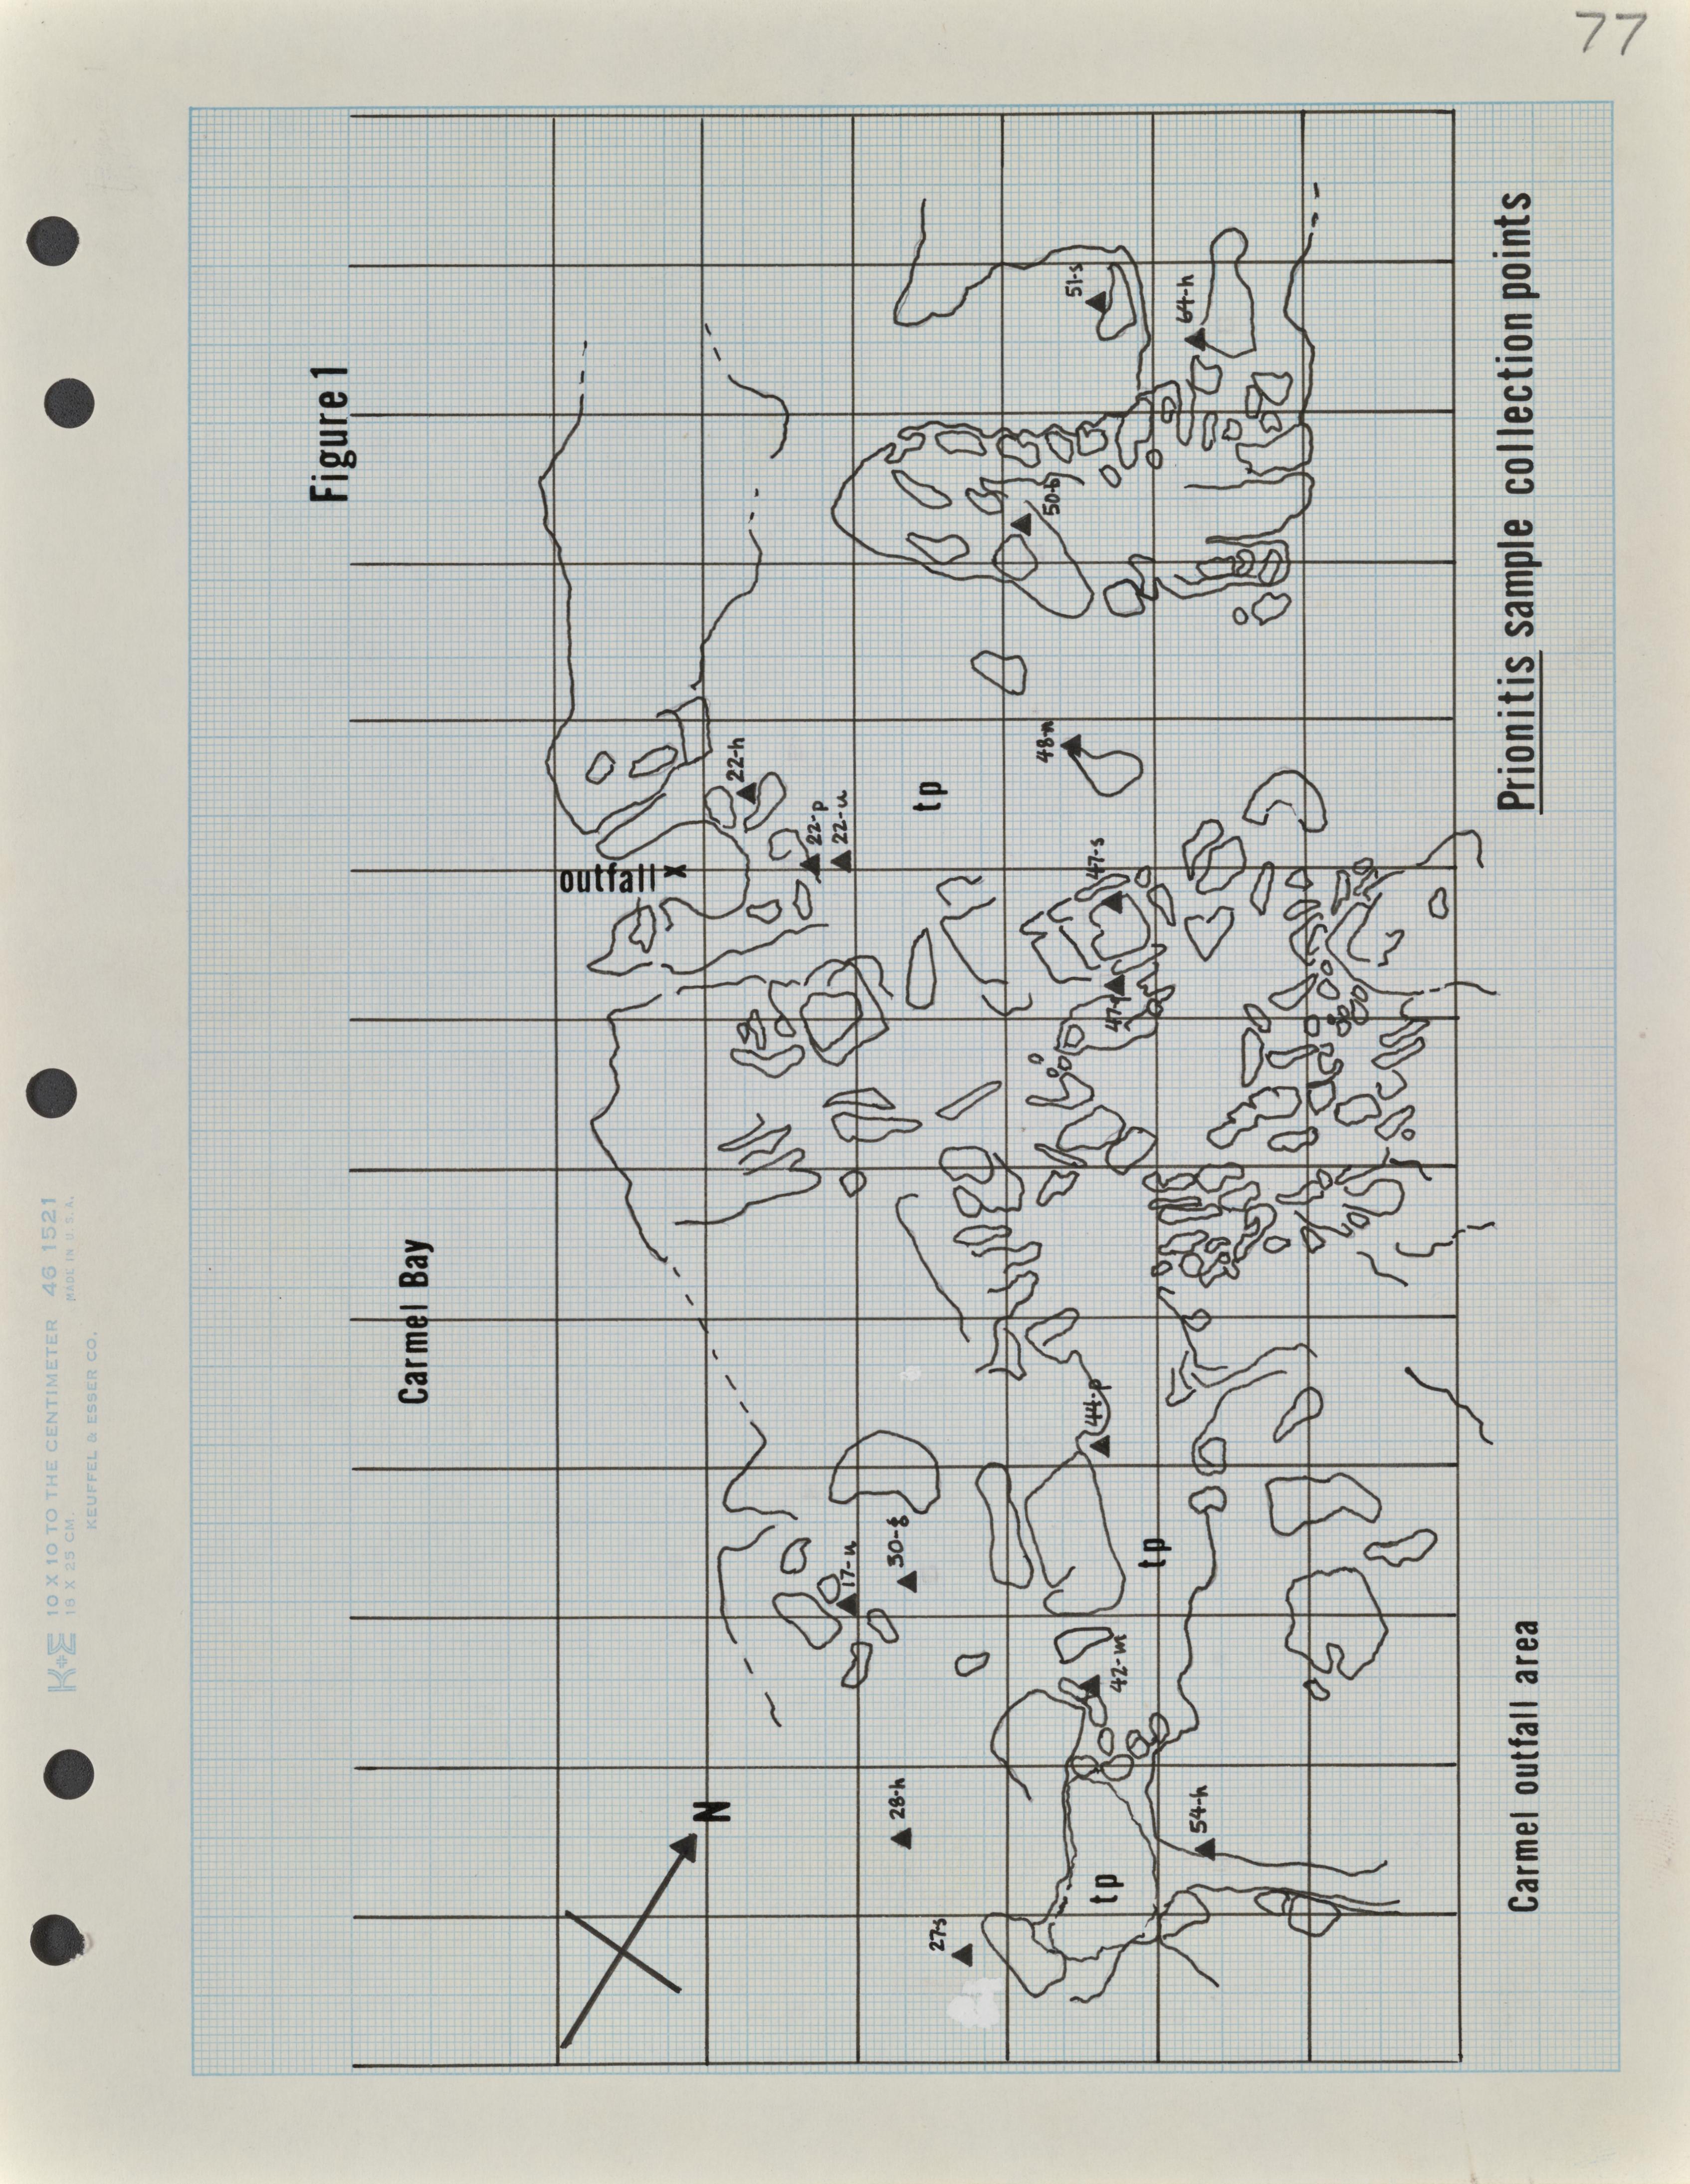 77
Figure 1
Carmel Bay
outfall x
22-h
22-p
22-u
tp
51-s
64-h
50-b
48-n
47-s
44-p
17-u
30-g
tp
42-m
N
28-h
54-h
tp
27-s
Prionitis sample collection points
Carmel outfall area
K+E 10 X 10 TO THE CENTIMETER 46 1521
18 X 25 CM. MADE IN U.S.A.
KEUFFEL & ESSER CO.